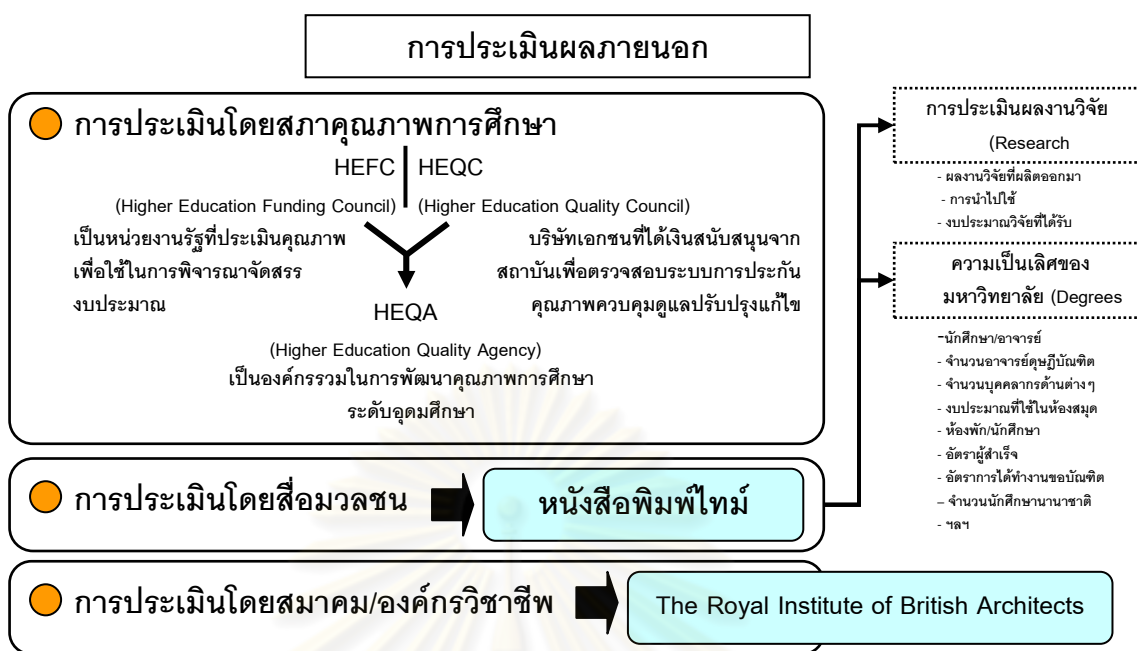 การประเมินผลภายนอก
การประเมินโดยสภาคุณภาพการศึกษา
HEFC HEQC
(Higher Education Funding Council) (Higher Education Quality Council)
เป็นหน่วยงานรัฐที่ประเมินคุณภาพ
เพื่อใช้ในการพิจารณาจัดสรร
งบประมาณ
บริษัทเอกชนที่ได้เงินสนับสนุนจาก
สถาบันเพื่อตรวจสอบระบบการประกัน
คุณภาพควบคุมดูแลปรับปรุงแก้ไข
HEQA
(Higher Education Quality Agency)
เป็นองค์กรรวมในการพัฒนาคุณภาพการศึกษา
ระดับอุดมศึกษา
การประเมินโดยสื่อมวลชน
หนังสือพิมพ์ไทม์
การประเมินโดยสมาคม/องค์กรวิชาชีพ
The Royal Institute of British Architects
การประเมินผลงานวิจัย
(Research
- ผลงานวิจัยที่ผลิตออกมา
- การนำไปใช้
- งบประมาณวิจัยที่ได้รับ
ความเป็นเลิศของ
มหาวิทยาลัย (Degrees
-นักศึกษา/อาจารย์
- จำนวนอาจารย์ดุษฎีบัณฑิต
- จำนวนบุคคลากรด้านต่างๆ
- งบประมาณที่ใช้ในห้องสมุด
- ห้องพัก/นักศึกษา
- อัตราผู้สำเร็จ
- อัตราการได้ทำงานขอบัณฑิต
– จำนวนนักศึกษานานาชาติ
- ฯลฯ